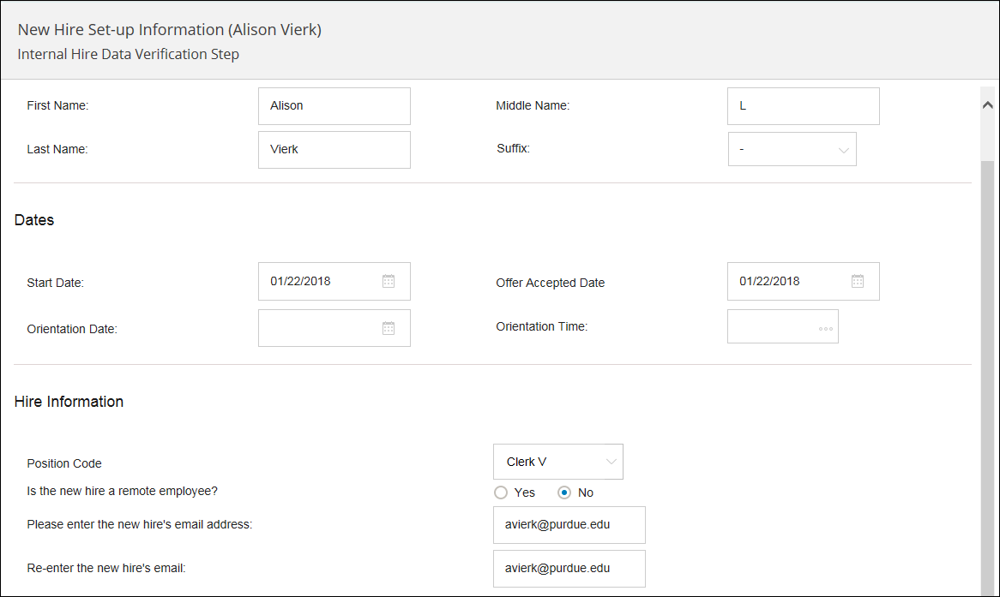 New Hire Set-up Information (Alison Vierk)
Internal Hire Data Verification Step
First Name: Alison Middle Name: L
Last Name: Vierk Suffix: -
Dates
Start Date: 01/22/2018 Offer Accepted Date 01/22/2018
Orientation Date: Orientation Time:
Hire Information
Position Code Clerk V
Is the new hire a remote employee? Yes No
Please enter the new hire's email address: avierk@purdue.edu
Re-enter the new hire's email: avierk@purdue.edu